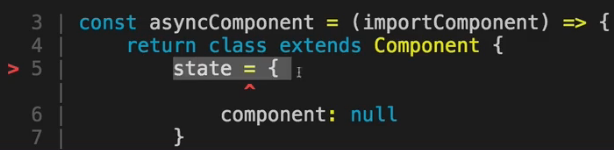 3 | const asyncComponent = (importComponent) => {
4 |     return class extends Component {
> 5 |         state = {
  |               ^
6 |             component: null
7 |         }